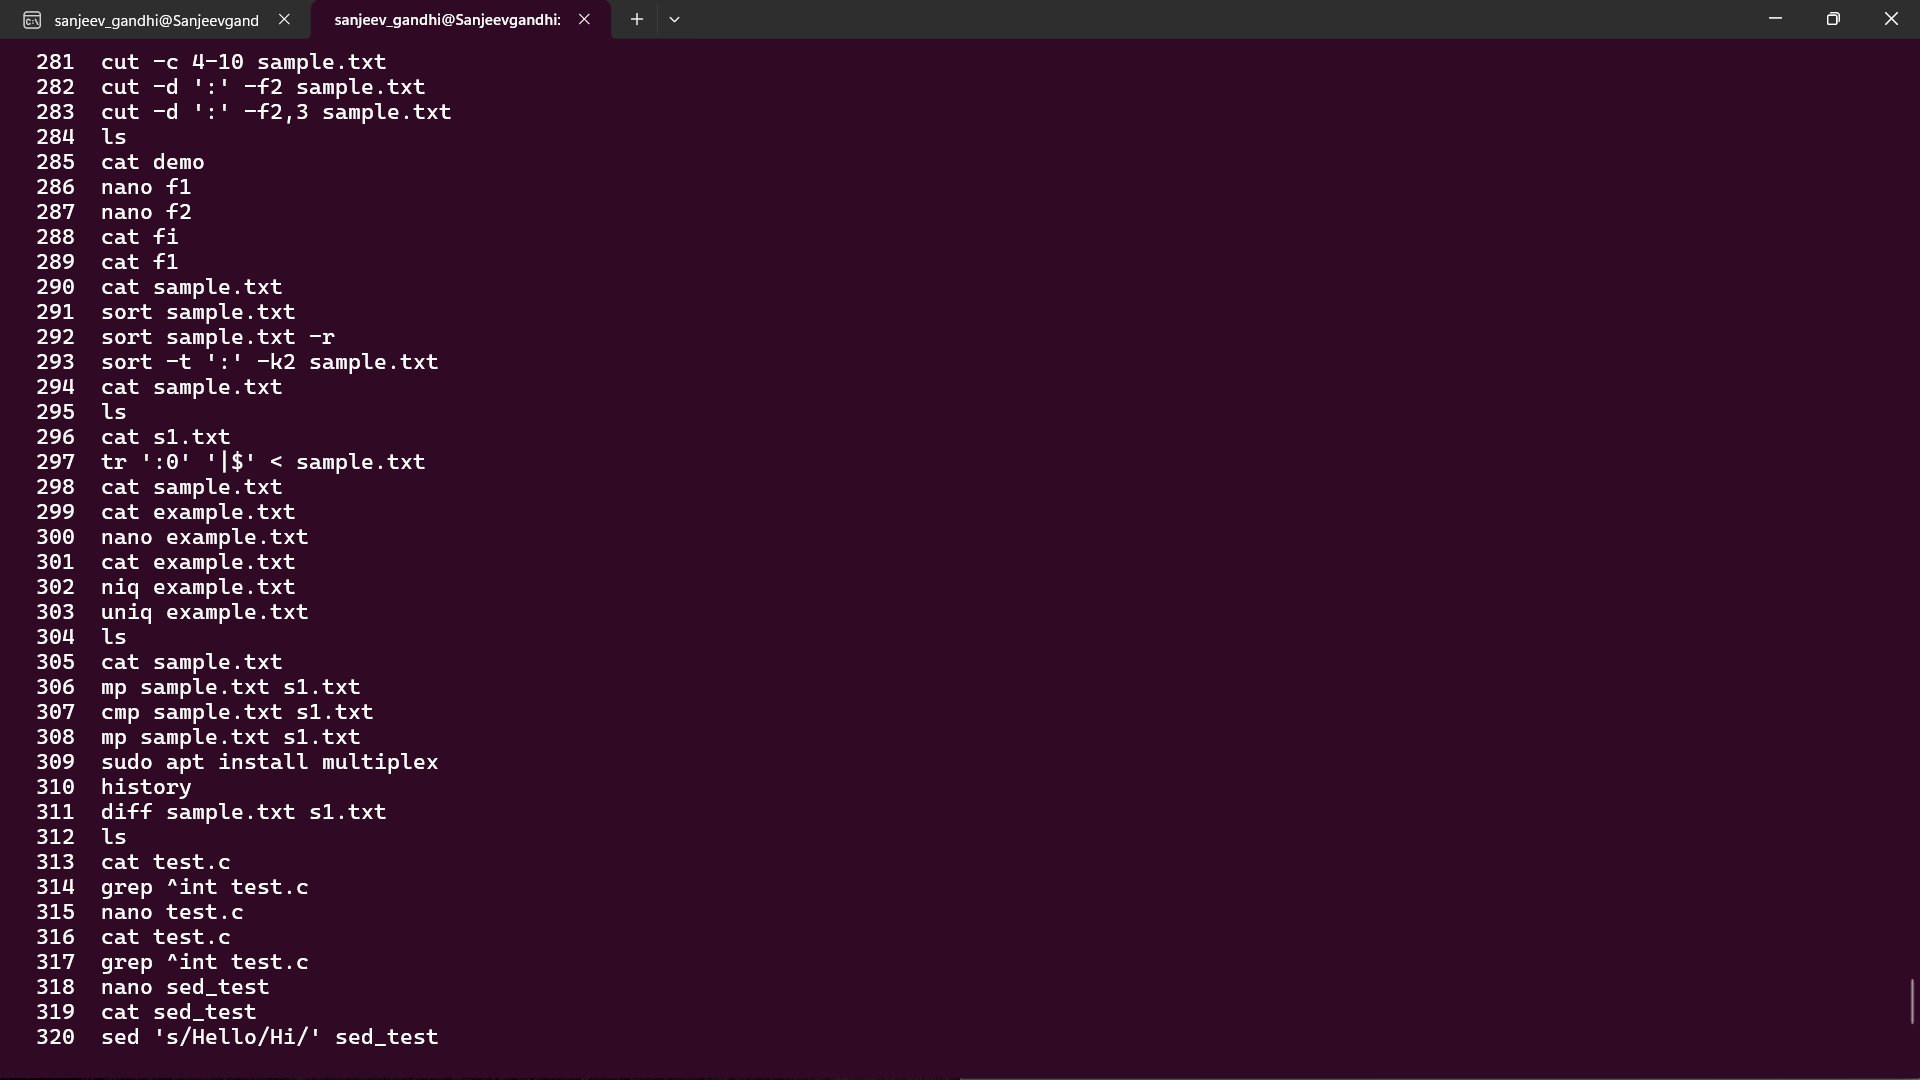 sanjeev_gandhi@Sanjeevgand
sanjeev_gandhi@Sanjeevgandhi:
281 cut -c 4-10 sample.txt
282 cut -d ':' -f2 sample.txt
283 cut -d ':' -f2,3 sample.txt
284 ls
285 cat demo
286 nano f1
287 nano f2
288 cat fi
289 cat f1
290 cat sample.txt
291 sort sample.txt
292 sort sample.txt -r
293 sort -t ':' -k2 sample.txt
294 cat sample.txt
295 ls
296 cat s1.txt
297 tr ':0' '|$' < sample.txt
298 cat sample.txt
299 cat example.txt
300 nano example.txt
301 cat example.txt
302 niq example.txt
303 uniq example.txt
304 ls
305 cat sample.txt
306 mp sample.txt s1.txt
307 cmp sample.txt s1.txt
308 mp sample.txt s1.txt
309 sudo apt install multiplex
310 history
311 diff sample.txt s1.txt
312 ls
313 cat test.c
314 grep ^int test.c
315 nano test.c
316 cat test.c
317 grep ^int test.c
318 nano sed_test
319 cat sed_test
320 sed 's/Hello/Hi/' sed_test